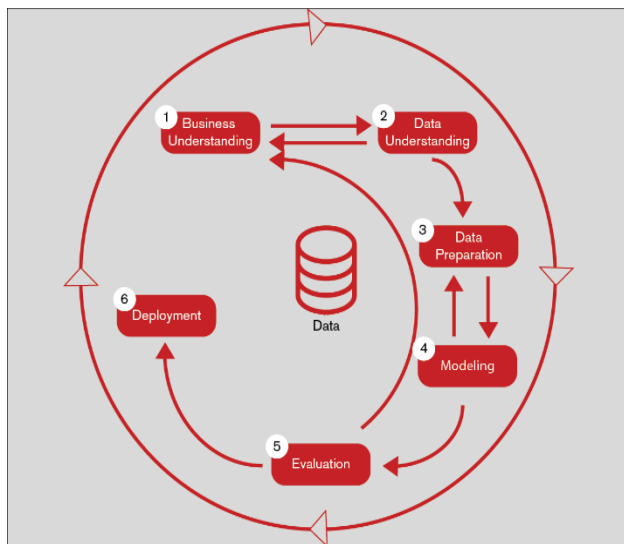 1
Business
Understanding
2
Data
Understanding
3
Data
Preparation
4
Modeling
5
Evaluation
6
Deployment
Data